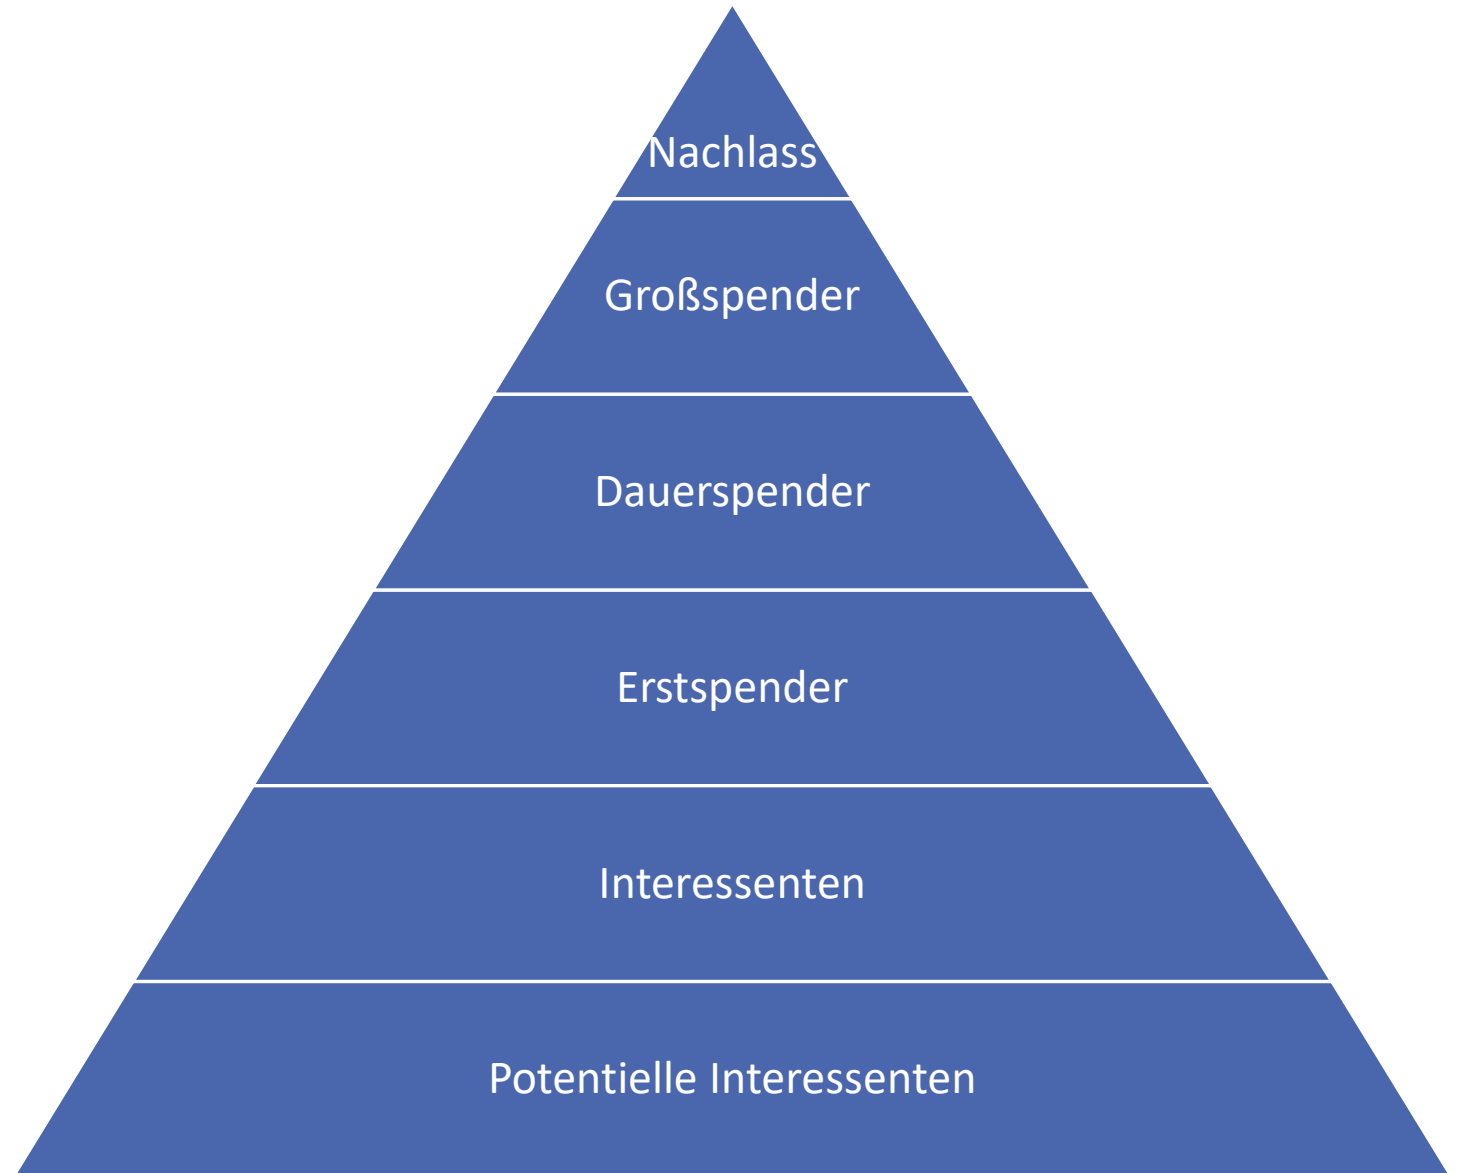 Nachlass
Großspender
Dauerspender
Erstspender
Interessenten
Potentielle Interessenten